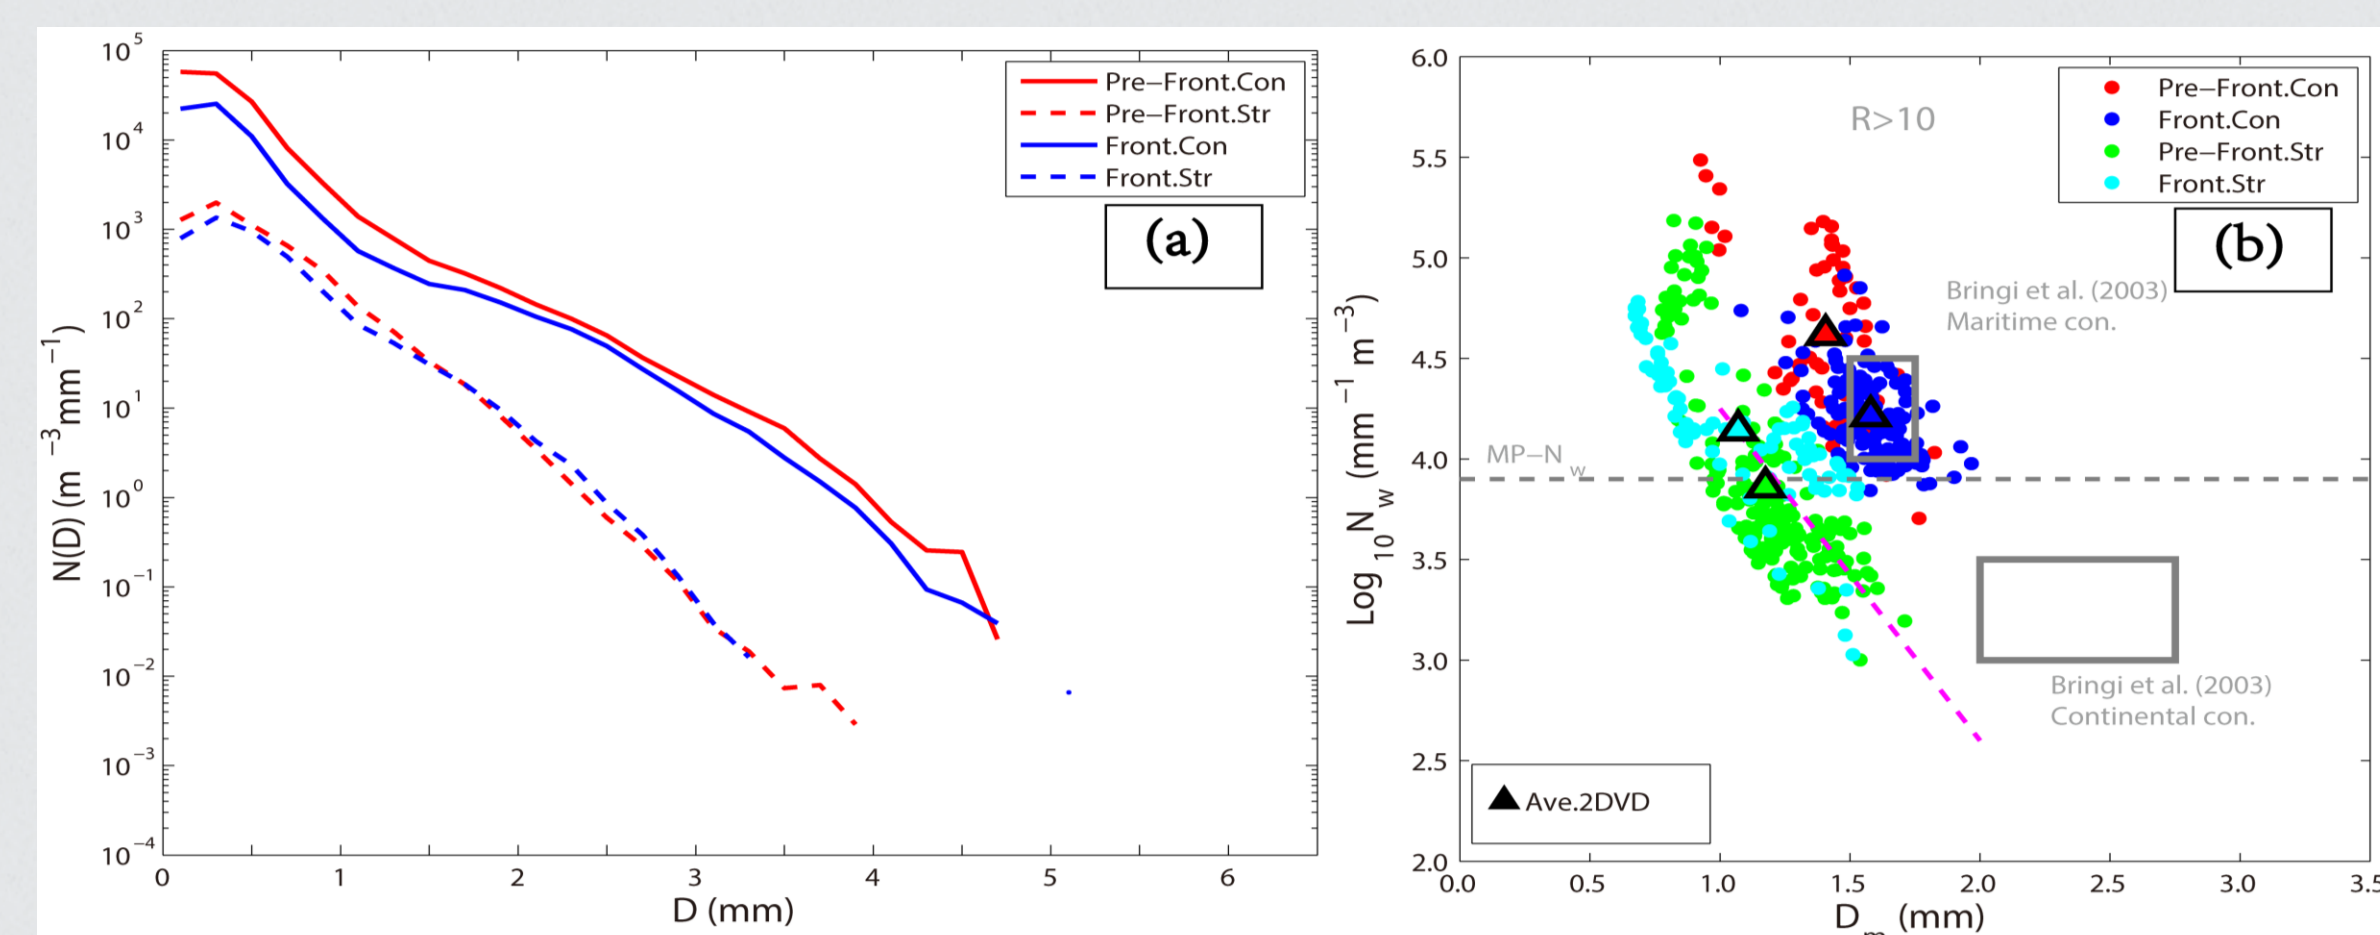 10^5
10^4
10^3
10^2
10^1
10^0
10^−1
10^−2
10^−3
10^−4
N(D) (m^−3 mm^−1)
0 1 2 3 4 5 6
D (mm)
Pre−Front.Con
Pre−Front.Str
Front.Con
Front.Str
(a)
6.0
5.5
5.0
4.5
4.0
3.5
3.0
2.5
2.0
Log_10 N_w (mm^−1 m^−3)
0.0 0.5 1.0 1.5 2.0 2.5 3.0 3.5
D_m (mm)
R>10
Pre−Front.Con
Front.Con
Pre−Front.Str
Front.Str
(b)
Bringi et al. (2003)
Maritime con.
MP−N_w
Bringi et al. (2003)
Continental con.
Ave.2DVD